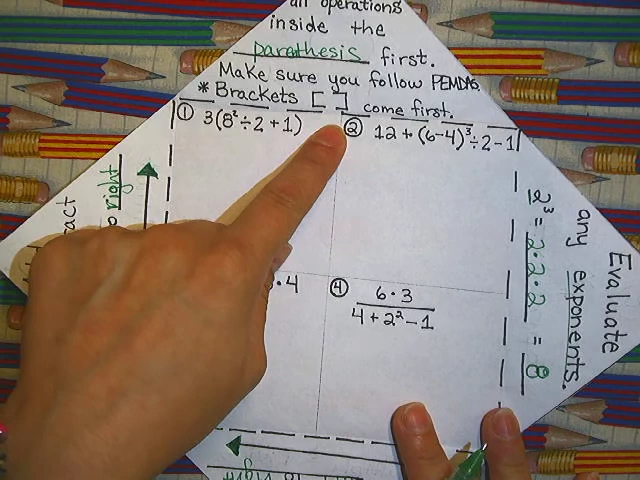 all operations
inside the
parathesis first.
Make sure you follow PEMDAS
* Brackets [ ] come first.
① 3(8²÷2+1)
② 12+(6-4)³÷2-1
·4
④ 6·3
4+2²-1
Evaluate
any exponents.
2³ = 2·2·2 = 8
right
right